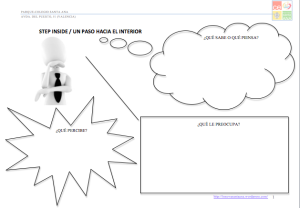 STEP INSIDE / UN PASO HACIA EL INTERIOR
¿QUÉ SABE O QUÉ PIENSA?
¿QUÉ PERCIBE?
¿QUÉ LE PREOCUPA?